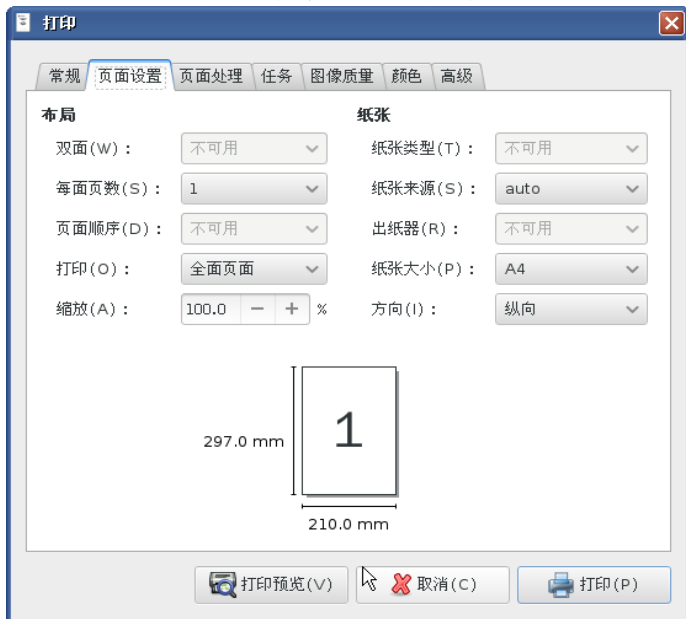 打印
常规 页面设置 页面处理 任务 图像质量 颜色 高级
布局
双面(W)： 不可用
每面页数(S)： 1
页面顺序(D)： 不可用
打印(O)： 全面页面
缩放(A)： 100.0 − + %
纸张
纸张类型(T)： 不可用
纸张来源(S)： auto
出纸器(R)： 不可用
纸张大小(P)： A4
方向(I)： 纵向
297.0 mm
1
210.0 mm
打印预览(V) 取消(C) 打印(P)